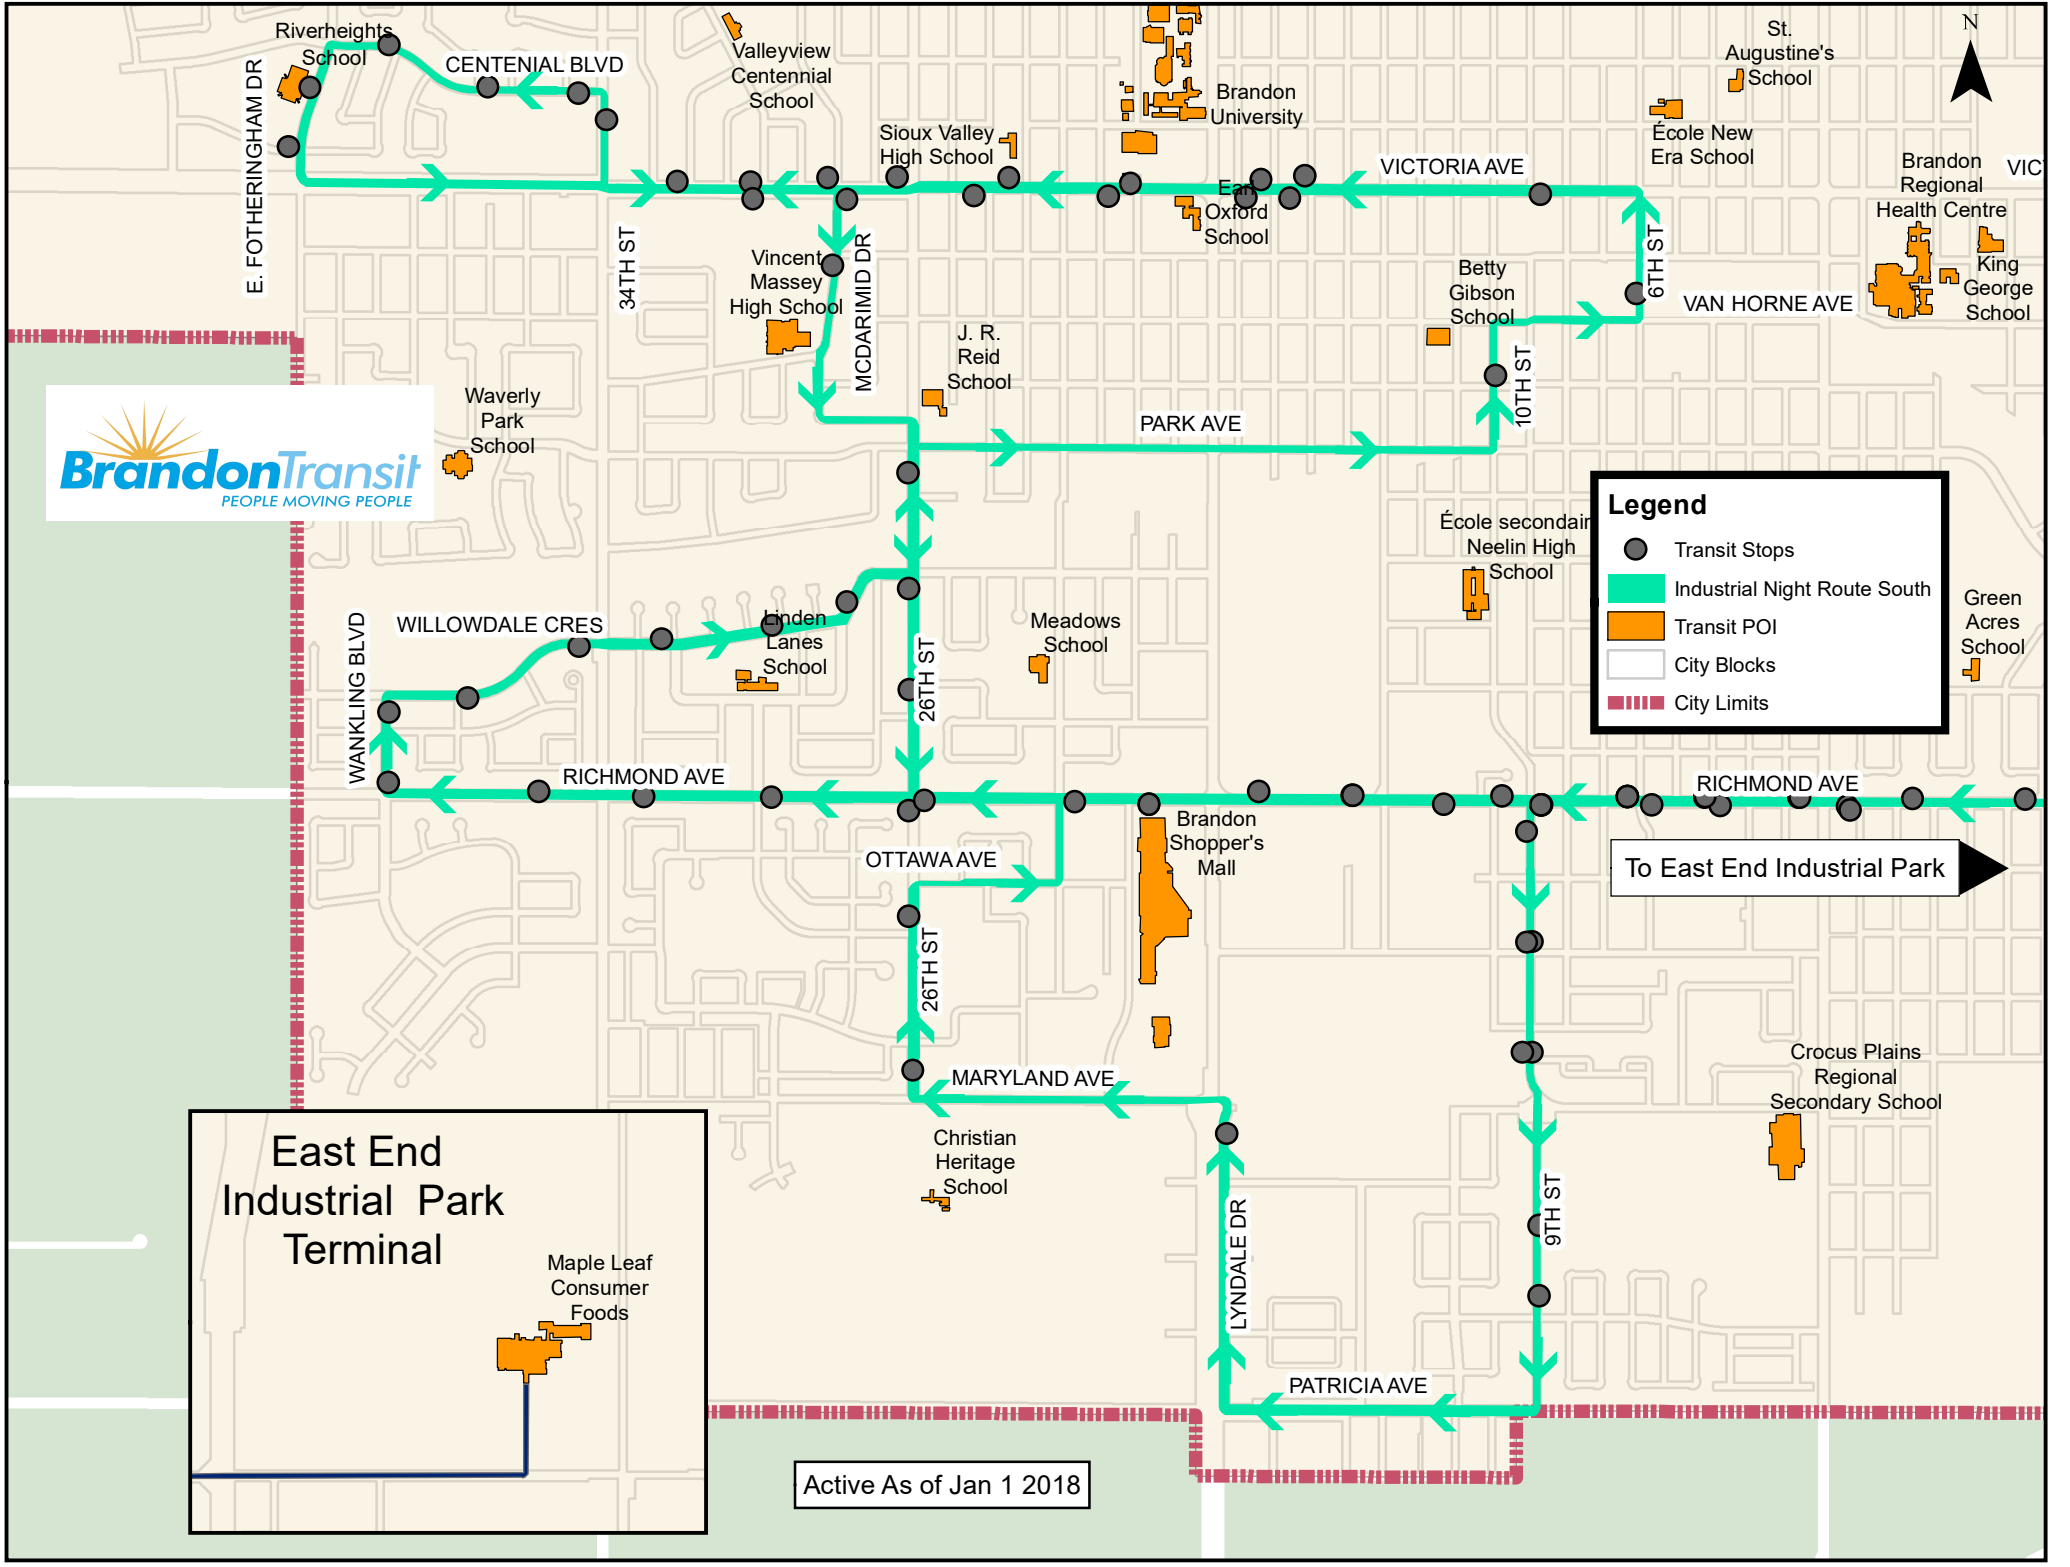 Riverheights
School
CENTENIAL BLVD
E. FOTHERINGHAM DR
Valleyview
Centennial
School
Sioux Valley
High School
Brandon
University
St.
Augustine's
School
N
École New
Era School
VICTORIA AVE
Brandon
Regional
Health Centre
VIC
Earl
Oxford
School
34TH ST
Vincent
Massey
High School
MCDARIMID DR
Betty
Gibson
School
6TH ST
VAN HORNE AVE
King
George
School
J. R.
Reid
School
10TH ST
PARK AVE
Waverly
Park
School
BrandonTransit
PEOPLE MOVING PEOPLE
École secondair
Neelin High
School
Legend
Transit Stops
Industrial Night Route South
Transit POI
City Blocks
City Limits
Green
Acres
School
WILLOWDALE CRES
WANKLING BLVD
Linden
Lanes
School
26TH ST
Meadows
School
RICHMOND AVE
RICHMOND AVE
Brandon
Shopper's
Mall
To East End Industrial Park
OTTAWA AVE
26TH ST
MARYLAND AVE
Crocus Plains
Regional
Secondary School
Christian
Heritage
School
9TH ST
LYNDALE DR
PATRICIA AVE
East End
Industrial Park
Terminal
Maple Leaf
Consumer
Foods
Active As of Jan 1 2018